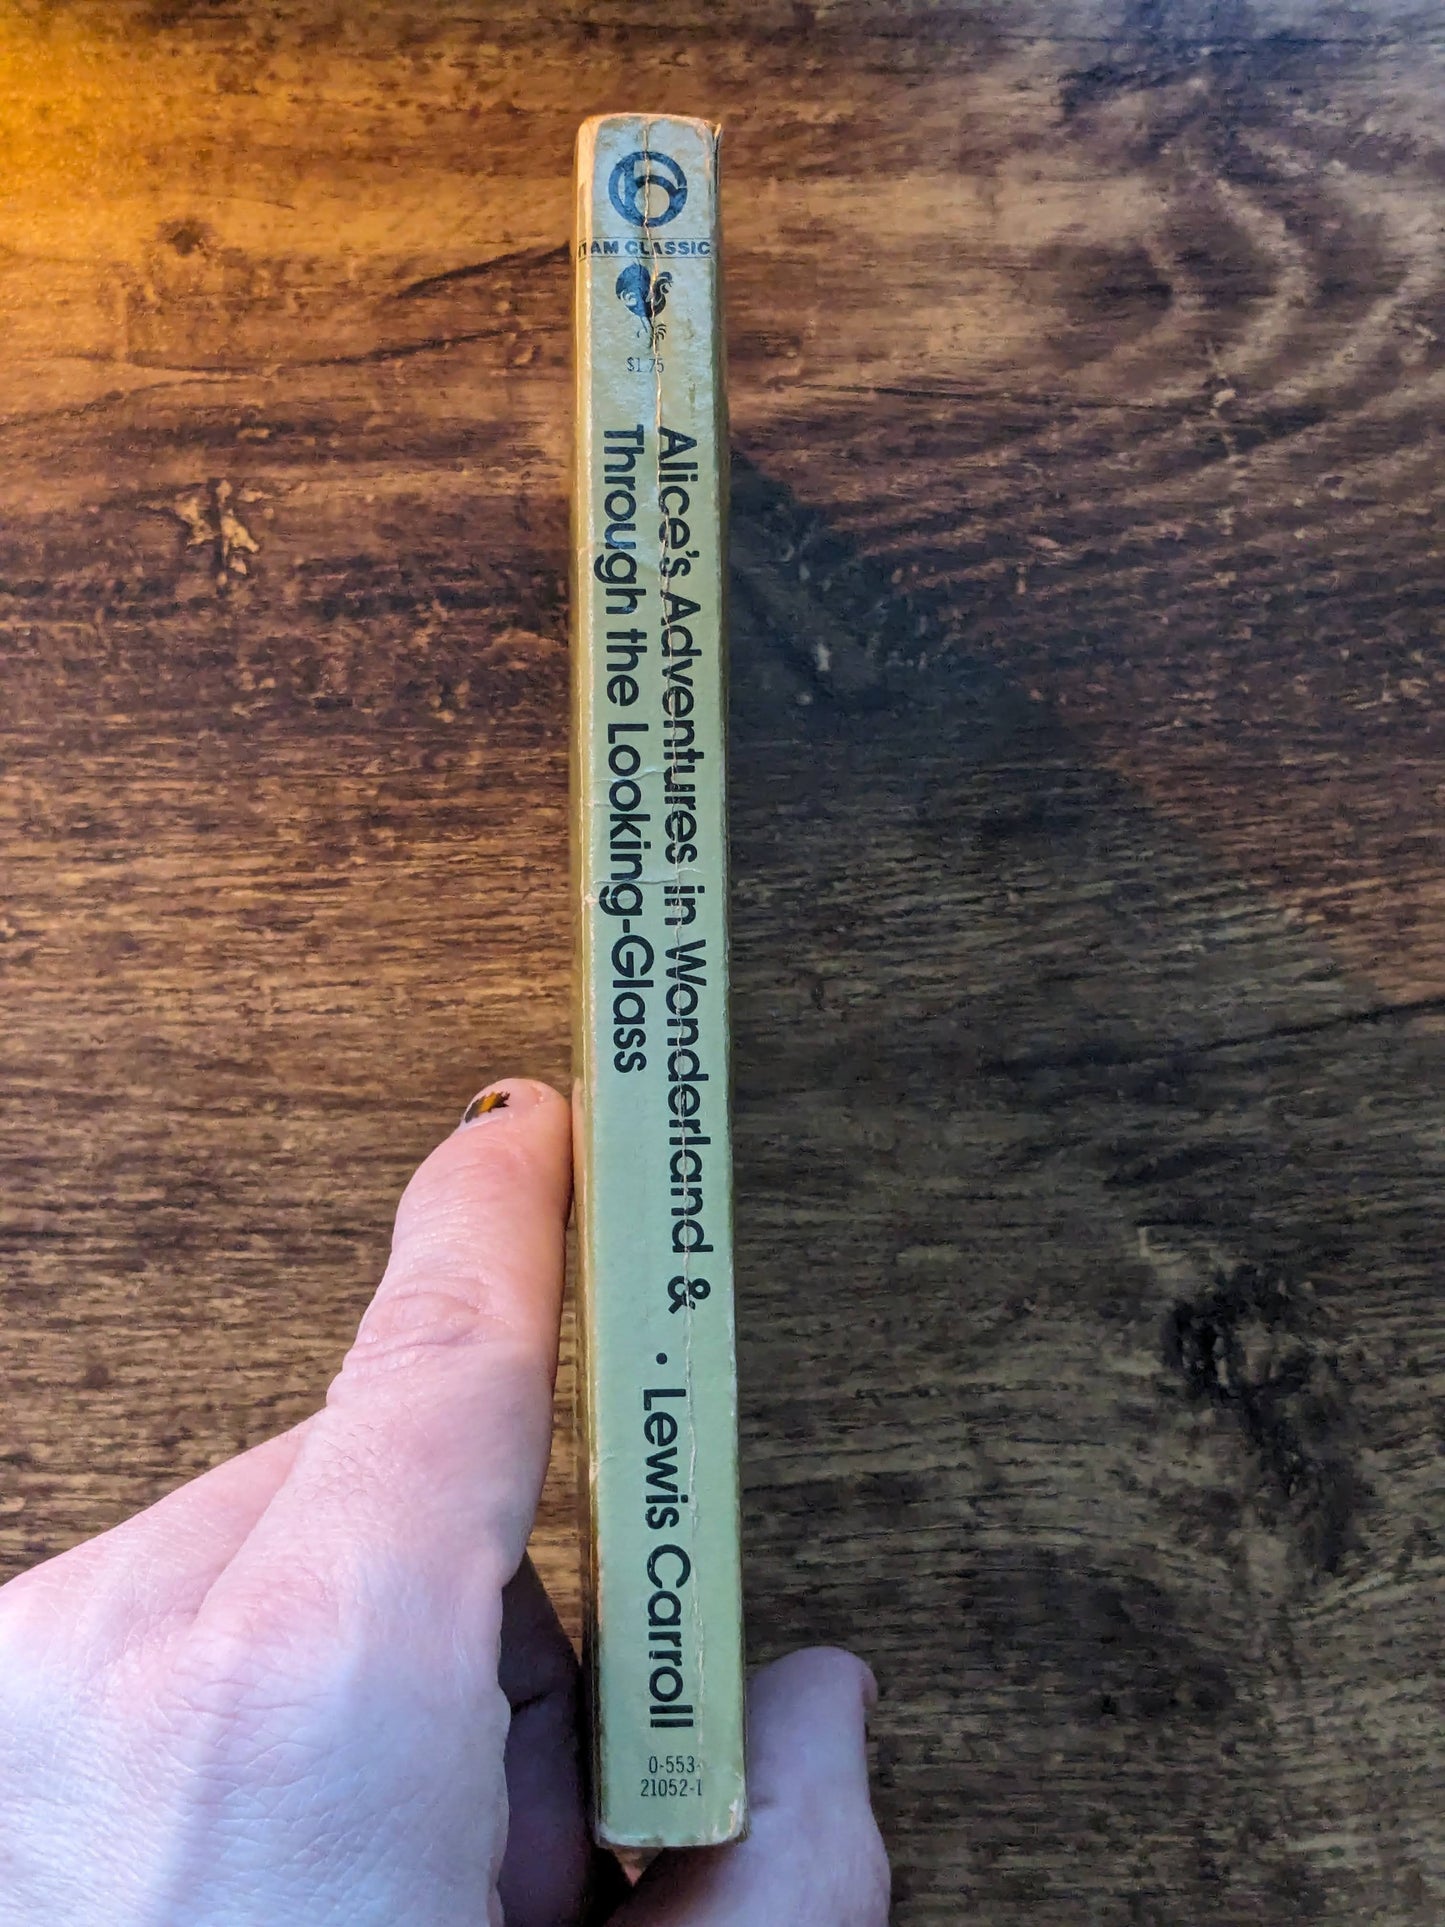 TAM CLASSIC
$1.75
Alice's Adventures in Wonderland &
Through the Looking-Glass
· Lewis Carroll
0-553-
21052-1